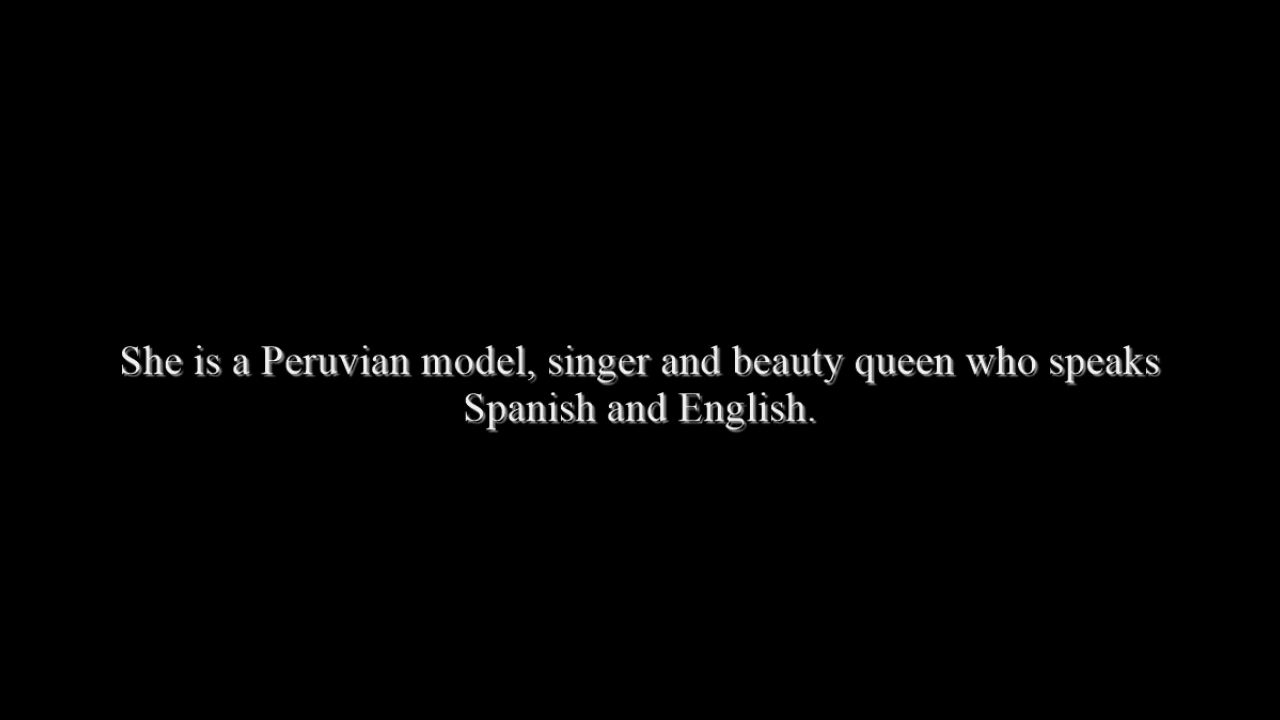 She is a Peruvian model, singer and beauty queen who speaks
Spanish and English.